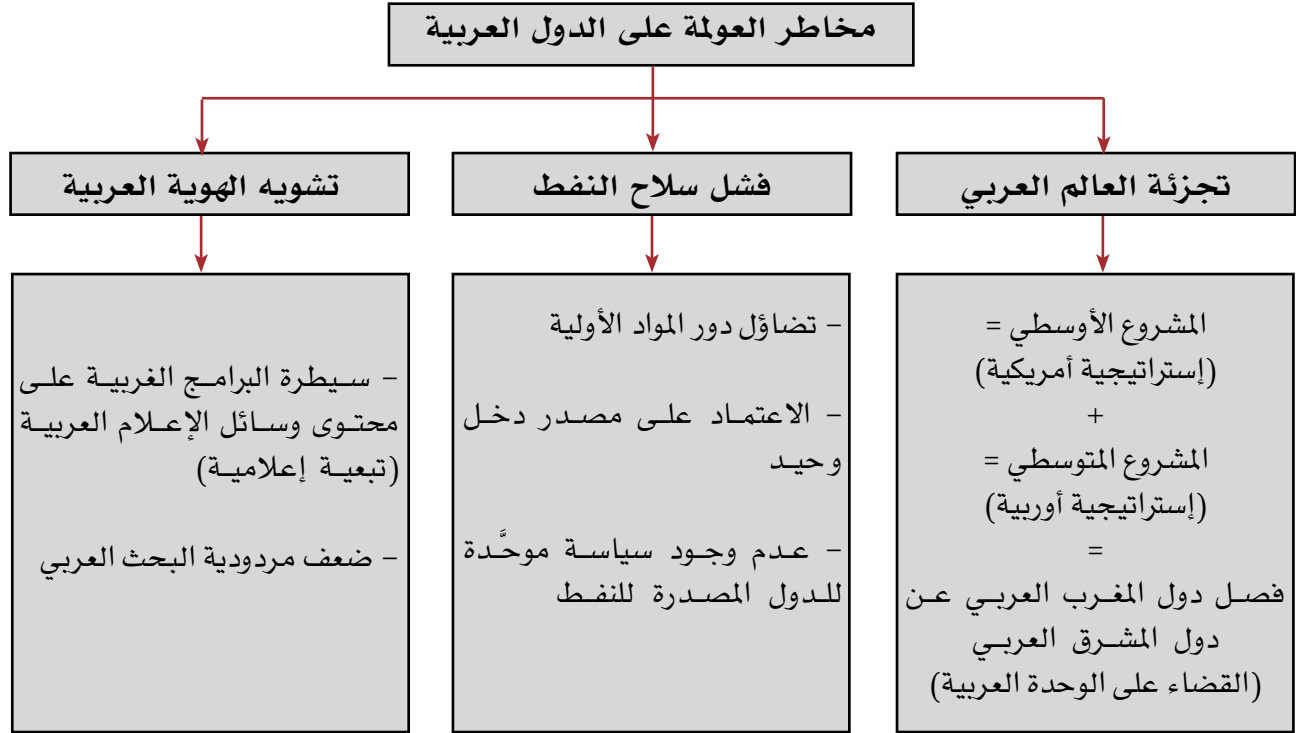 مخاطر العولمة على الدول العربية
تجزئة العالم العربي
المشروع الأوسطي =
(إستراتيجية أمريكية)
+
المشروع المتوسطي =
(إستراتيجية أوربية)
=
فصل دول المغرب العربي عن
دول المشرق العربي
(القضاء على الوحدة العربية)
فشل سلاح النفط
– تضاؤل دور المواد الأولية
– الاعتماد على مصدر دخل
وحيد
– عدم وجود سياسة موحَّدة
للدول المصدرة للنفط
تشويه الهوية العربية
– سيطرة البرامج الغربية على
محتوى وسائل الإعلام العربية
(تبعية إعلامية)
– ضعف مردودية البحث العربي